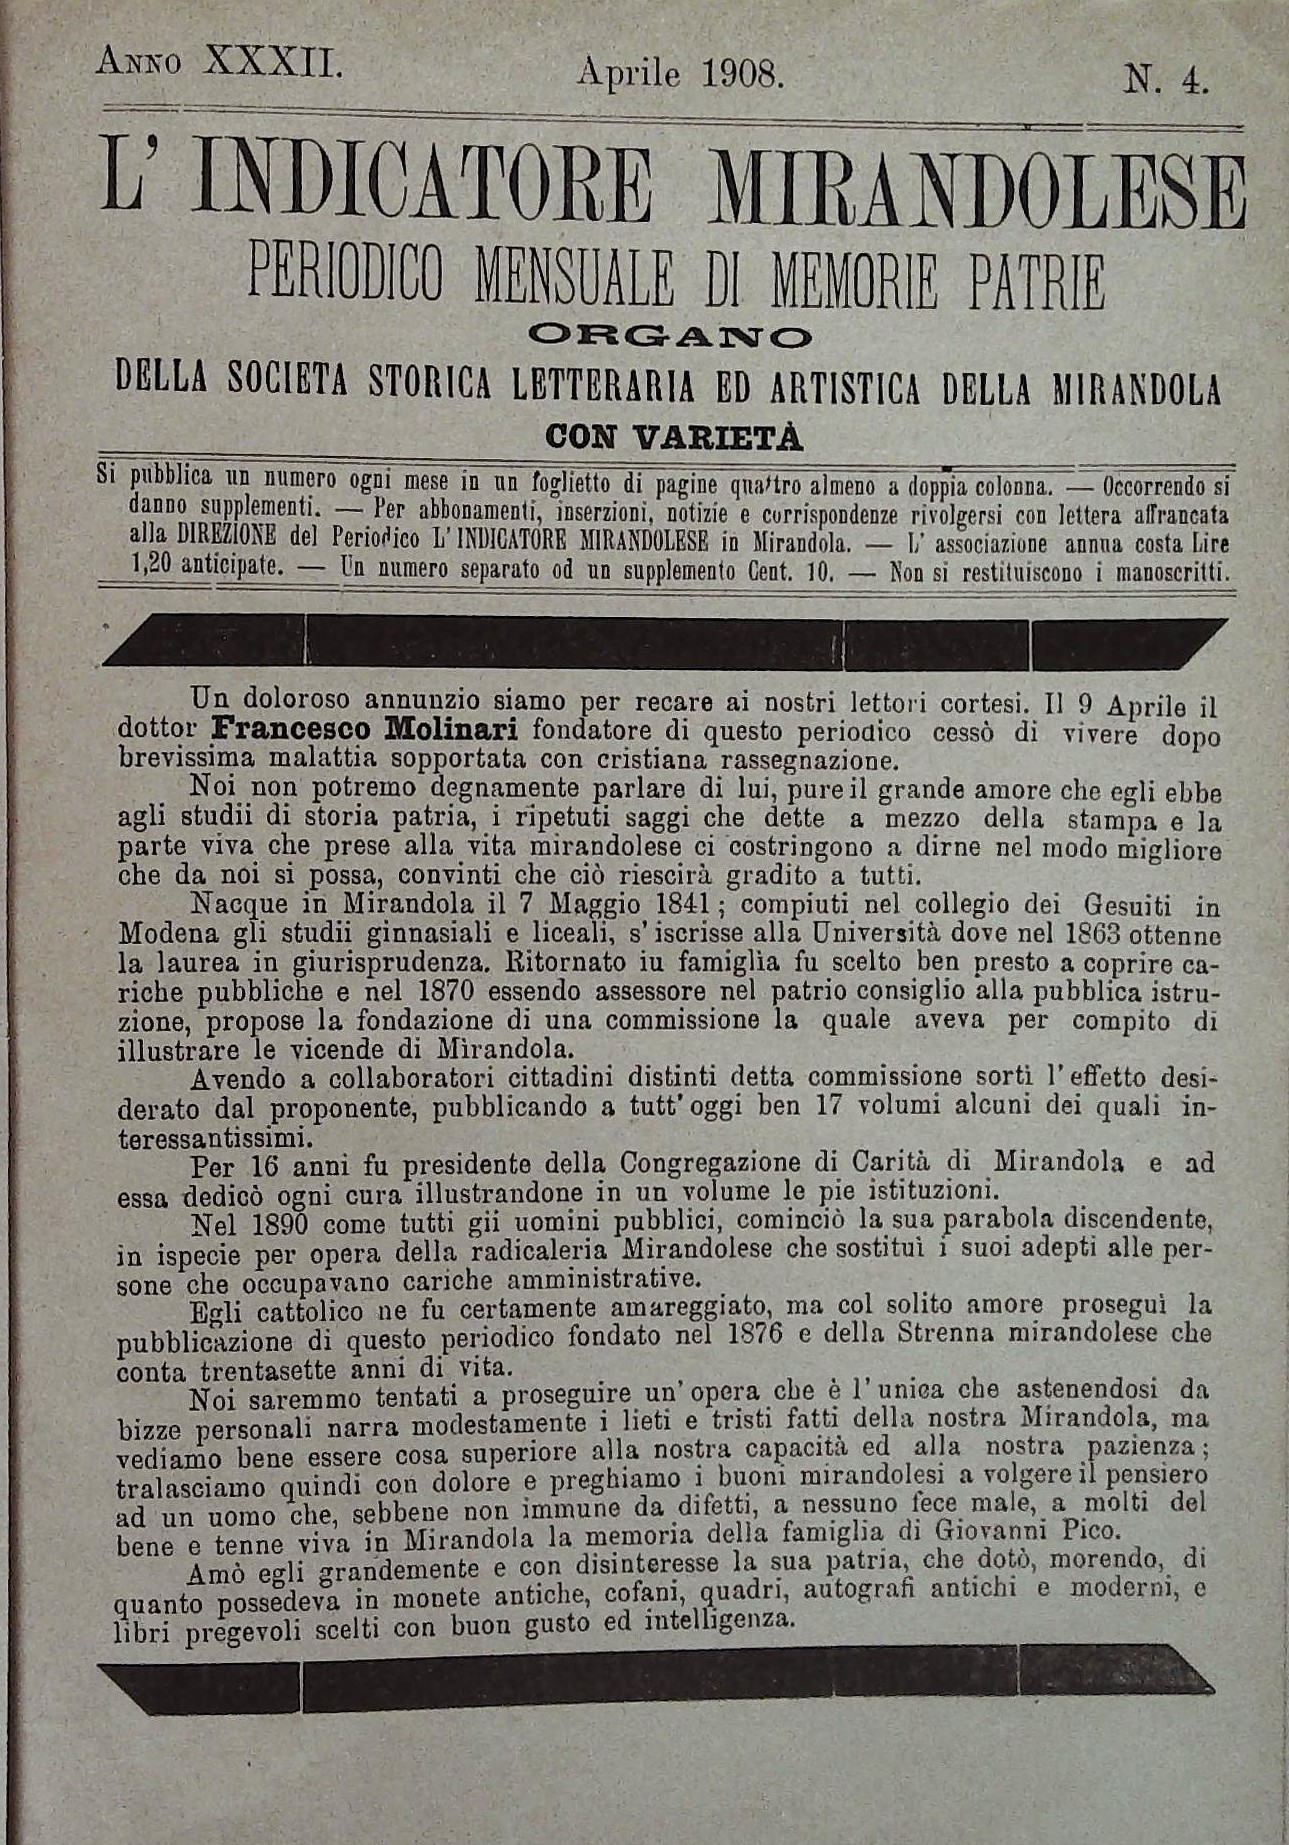 Anno XXXII.
Aprile 1908.
N. 4.
L' INDICATORE MIRANDOLESE
PERIODICO MENSUALE DI MEMORIE PATRIE
ORGANO
DELLA SOCIETA STORICA LETTERARIA ED ARTISTICA DELLA MIRANDOLA
CON VARIETÀ
Si pubblica un numero ogni mese in un foglietto di pagine quattro almeno a doppia colonna. — Occorrendo si
danno supplementi. — Per abbonamenti, inserzioni, notizie e corrispondenze rivolgersi con lettera affrancata
alla DIREZIONE del Periodico L' INDICATORE MIRANDOLESE in Mirandola. — L' associazione annua costa Lire
1,20 anticipate. — Un numero separato od un supplemento Cent. 10. — Non si restituiscono i manoscritti.
Un doloroso annunzio siamo per recare ai nostri lettori cortesi. Il 9 Aprile il
dottor Francesco Molinari fondatore di questo periodico cessò di vivere dopo
brevissima malattia sopportata con cristiana rassegnazione.
Noi non potremo degnamente parlare di lui, pure il grande amore che egli ebbe
agli studii di storia patria, i ripetuti saggi che dette a mezzo della stampa e la
parte viva che prese alla vita mirandolese ci costringono a dirne nel modo migliore
che da noi si possa, convinti che ciò riescirà gradito a tutti.
Nacque in Mirandola il 7 Maggio 1841 ; compiuti nel collegio dei Gesuiti in
Modena gli studii ginnasiali e liceali, s' iscrisse alla Università dove nel 1863 ottenne
la laurea in giurisprudenza. Ritornato iu famiglia fu scelto ben presto a coprire ca-
riche pubbliche e nel 1870 essendo assessore nel patrio consiglio alla pubblica istru-
zione, propose la fondazione di una commissione la quale aveva per compito di
illustrare le vicende di Mirandola.
Avendo a collaboratori cittadini distinti detta commissione sortì l' effetto desi-
derato dal proponente, pubblicando a tutt' oggi ben 17 volumi alcuni dei quali in-
teressantissimi.
Per 16 anni fu presidente della Congregazione di Carità di Mirandola e ad
essa dedicò ogni cura illustrandone in un volume le pie istituzioni.
Nel 1890 come tutti gii uomini pubblici, cominciò la sua parabola discendente,
in ispecie per opera della radicaleria Mirandolese che sostituì i suoi adepti alle per-
sone che occupavano cariche amministrative.
Egli cattolico ne fu certamente amareggiato, ma col solito amore proseguì la
pubblicazione di questo periodico fondato nel 1876 e della Strenna mirandolese che
conta trentasette anni di vita.
Noi saremmo tentati a proseguire un' opera che è l' unica che astenendosi da
bizze personali narra modestamente i lieti e tristi fatti della nostra Mirandola, ma
vediamo bene essere cosa superiore alla nostra capacità ed alla nostra pazienza ;
tralasciamo quindi con dolore e preghiamo i buoni mirandolesi a volgere il pensiero
ad un uomo che, sebbene non immune da difetti, a nessuno fece male, a molti del
bene e tenne viva in Mirandola la memoria della famiglia di Giovanni Pico.
Amò egli grandemente e con disinteresse la sua patria, che dotò, morendo, di
quanto possedeva in monete antiche, cofani, quadri, autografi antichi e moderni, e
libri pregevoli scelti con buon gusto ed intelligenza.